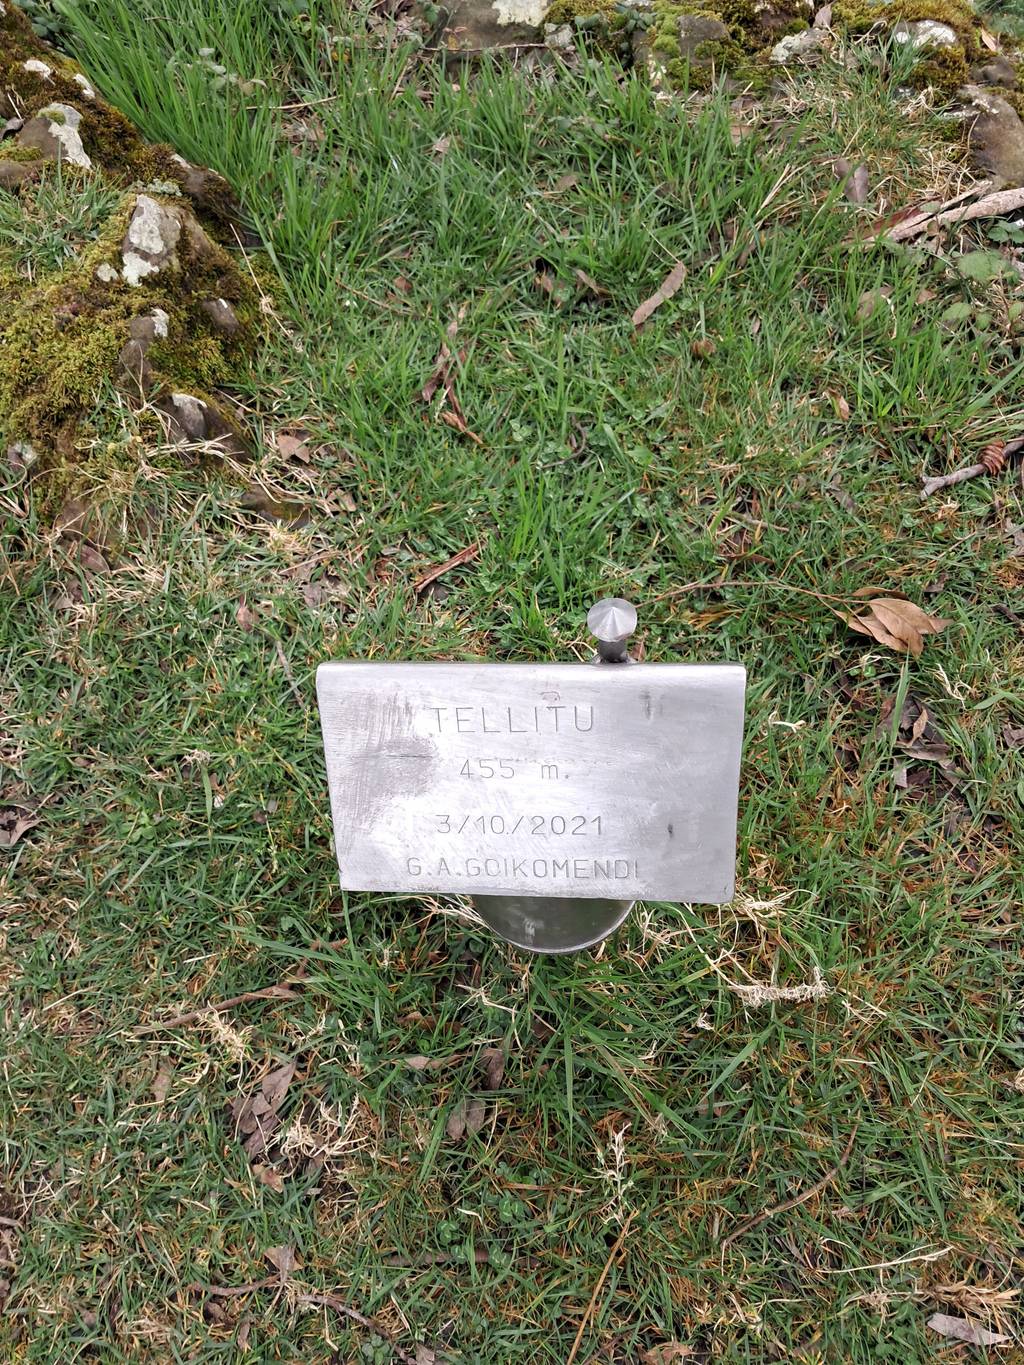 TELLITU
455 m.
3/10/2021
G.A.GOIKOMENDI